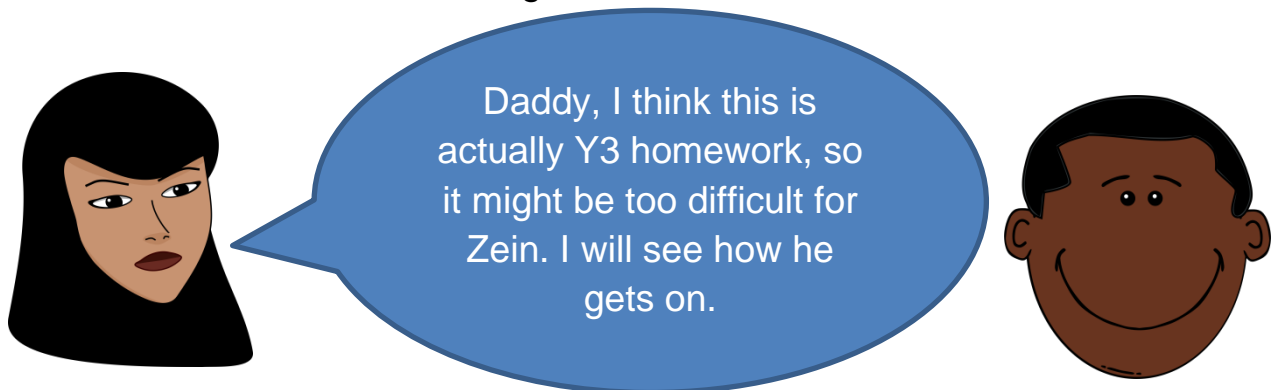 Daddy, I think this is
actually Y3 homework, so
it might be too difficult for
Zein. I will see how he
gets on.